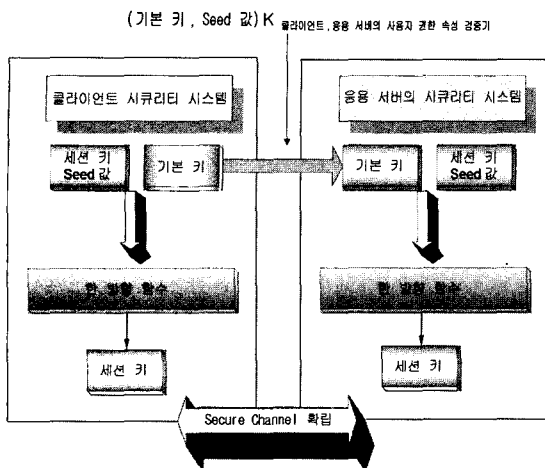 (기본 키 , Seed 값)K 클라이언트,응용 서버의 사용자 권한 속성 검증기
클라이언트 시큐리티 시스템
응용 서버의 시큐리티 시스템
세션 키
Seed 값
기본 키
기본 키
세션 키
Seed 값
한 방향 함수
한 방향 함수
세션 키
세션 키
Secure Channel 확립